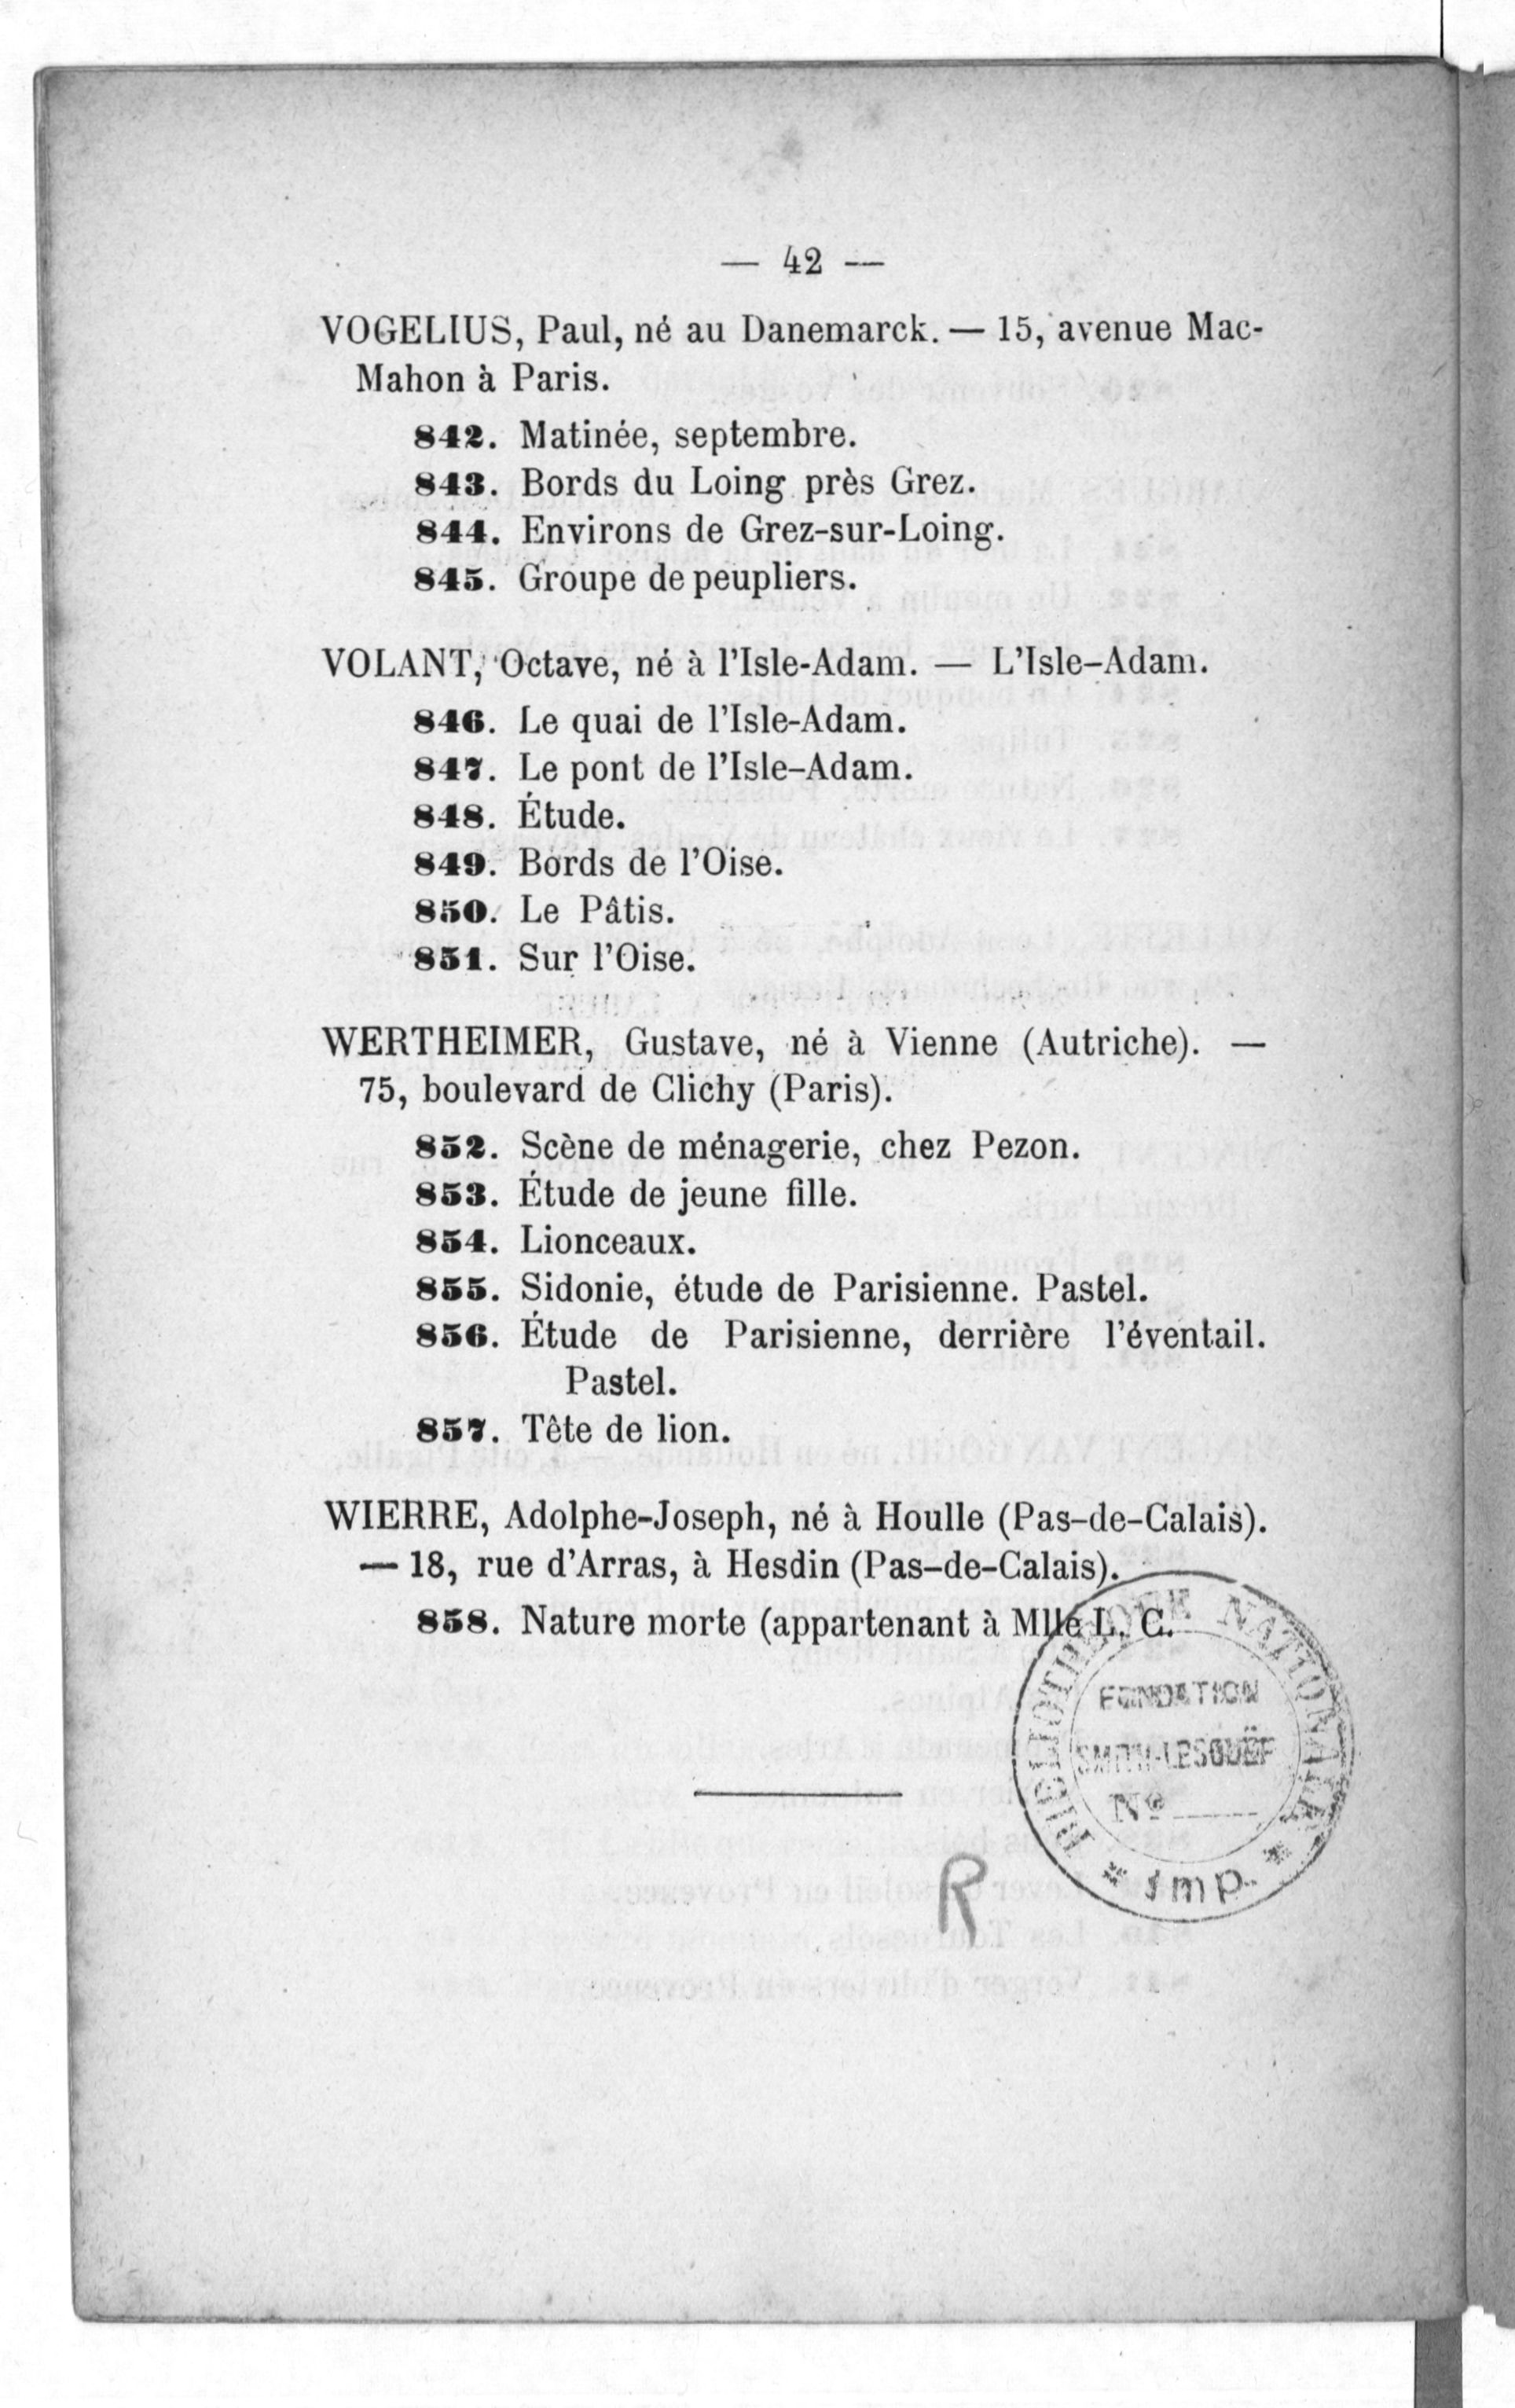 — 42 —
VOGELIUS, Paul, né au Danemarck. — 15, avenue Mac-
Mahon à Paris.
842. Matinée, septembre.
843. Bords du Loing près Grez.
844. Environs de Grez-sur-Loing.
845. Groupe de peupliers.
VOLANT, Octave, né à l'Isle-Adam. — L'Isle-Adam.
846. Le quai de l'Isle-Adam.
847. Le pont de l'Isle-Adam.
848. Étude.
849. Bords de l'Oise.
850. Le Pâtis.
851. Sur l'Oise.
WERTHEIMER, Gustave, né à Vienne (Autriche). —
75, boulevard de Clichy (Paris).
852. Scène de ménagerie, chez Pezon.
853. Étude de jeune fille.
854. Lionceaux.
855. Sidonie, étude de Parisienne. Pastel.
856. Étude de Parisienne, derrière l'éventail.
Pastel.
857. Tête de lion.
WIERRE, Adolphe-Joseph, né à Houlle (Pas-de-Calais).
— 18, rue d'Arras, à Hesdin (Pas-de-Calais).
858. Nature morte (appartenant à Mlle L. C.
BIBLIOTHEQUE NATIONALE
FONDATION
SMITH-LESOUËF
Nº
* imp. *
R